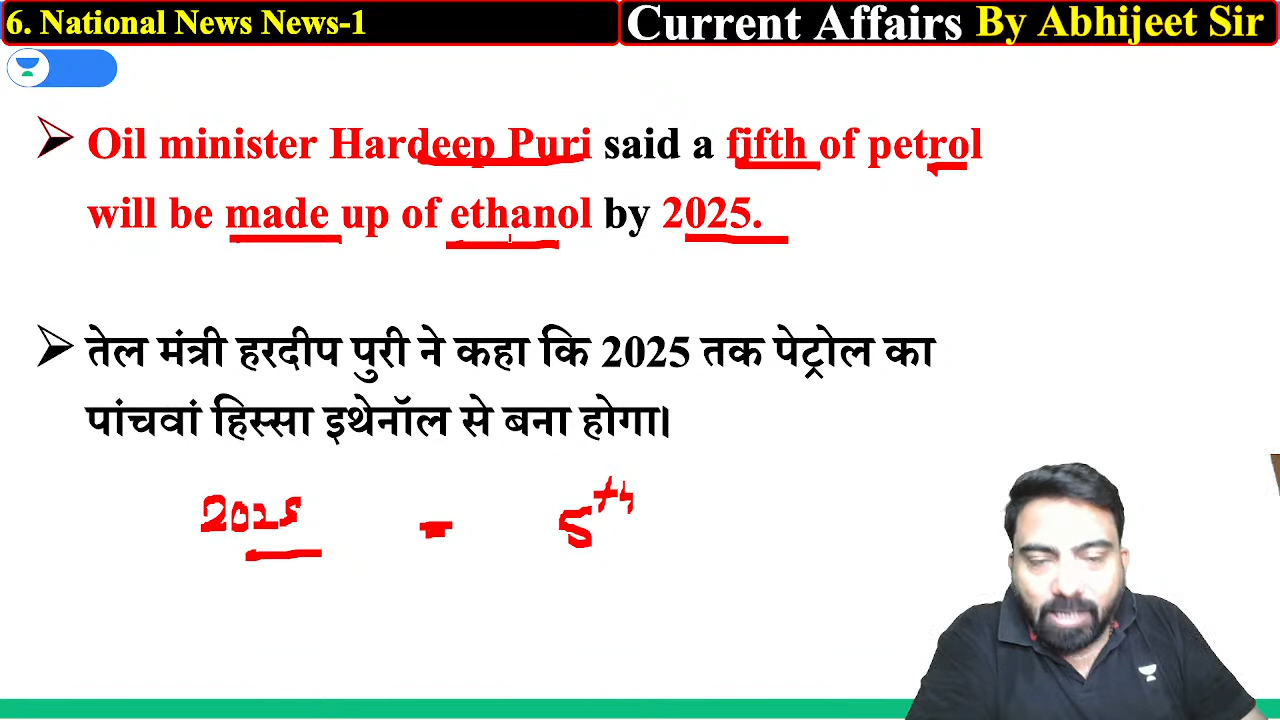 6. National News News-1
Current Affairs By Abhijeet Sir
Oil minister Hardeep Puri said a fifth of petrol
will be made up of ethanol by 2025.
तेल मंत्री हरदीप पुरी ने कहा कि 2025 तक पेट्रोल का
पांचवां हिस्सा इथेनॉल से बना होगा।
2025 = 5th